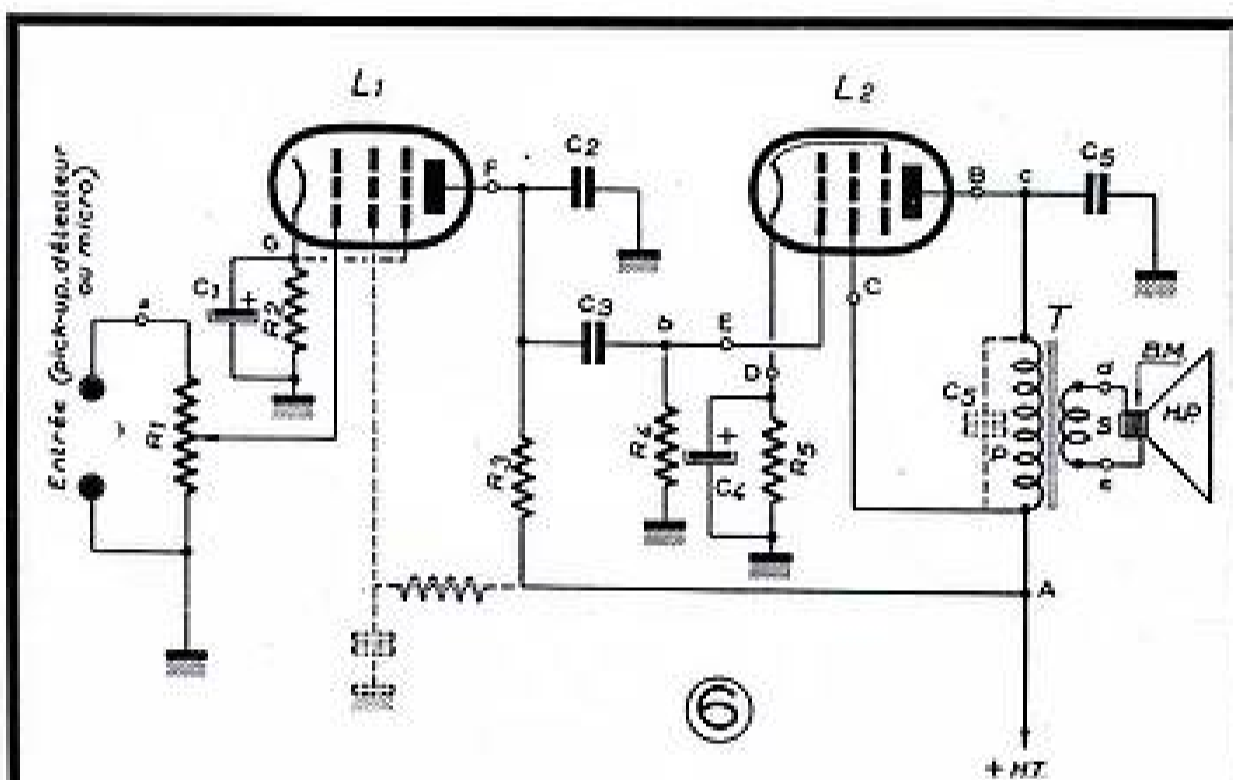 L1
L2
Entrée (pick-up, détecteur
ou micro)
a
R1
C1
+
R2
G
F
C2
C3
R3
b
E
R4
D
+
C4
R5
C
B
c
C5
T
C5
P
S
d
e
BM
HP
A
6
+ HT